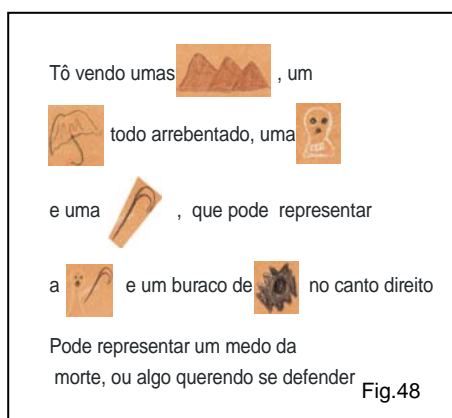 Tô vendo umas , um
todo arrebentado, uma
e uma , que pode representar
a e um buraco de no canto direito
Pode representar um medo da
morte, ou algo querendo se defender
Fig.48